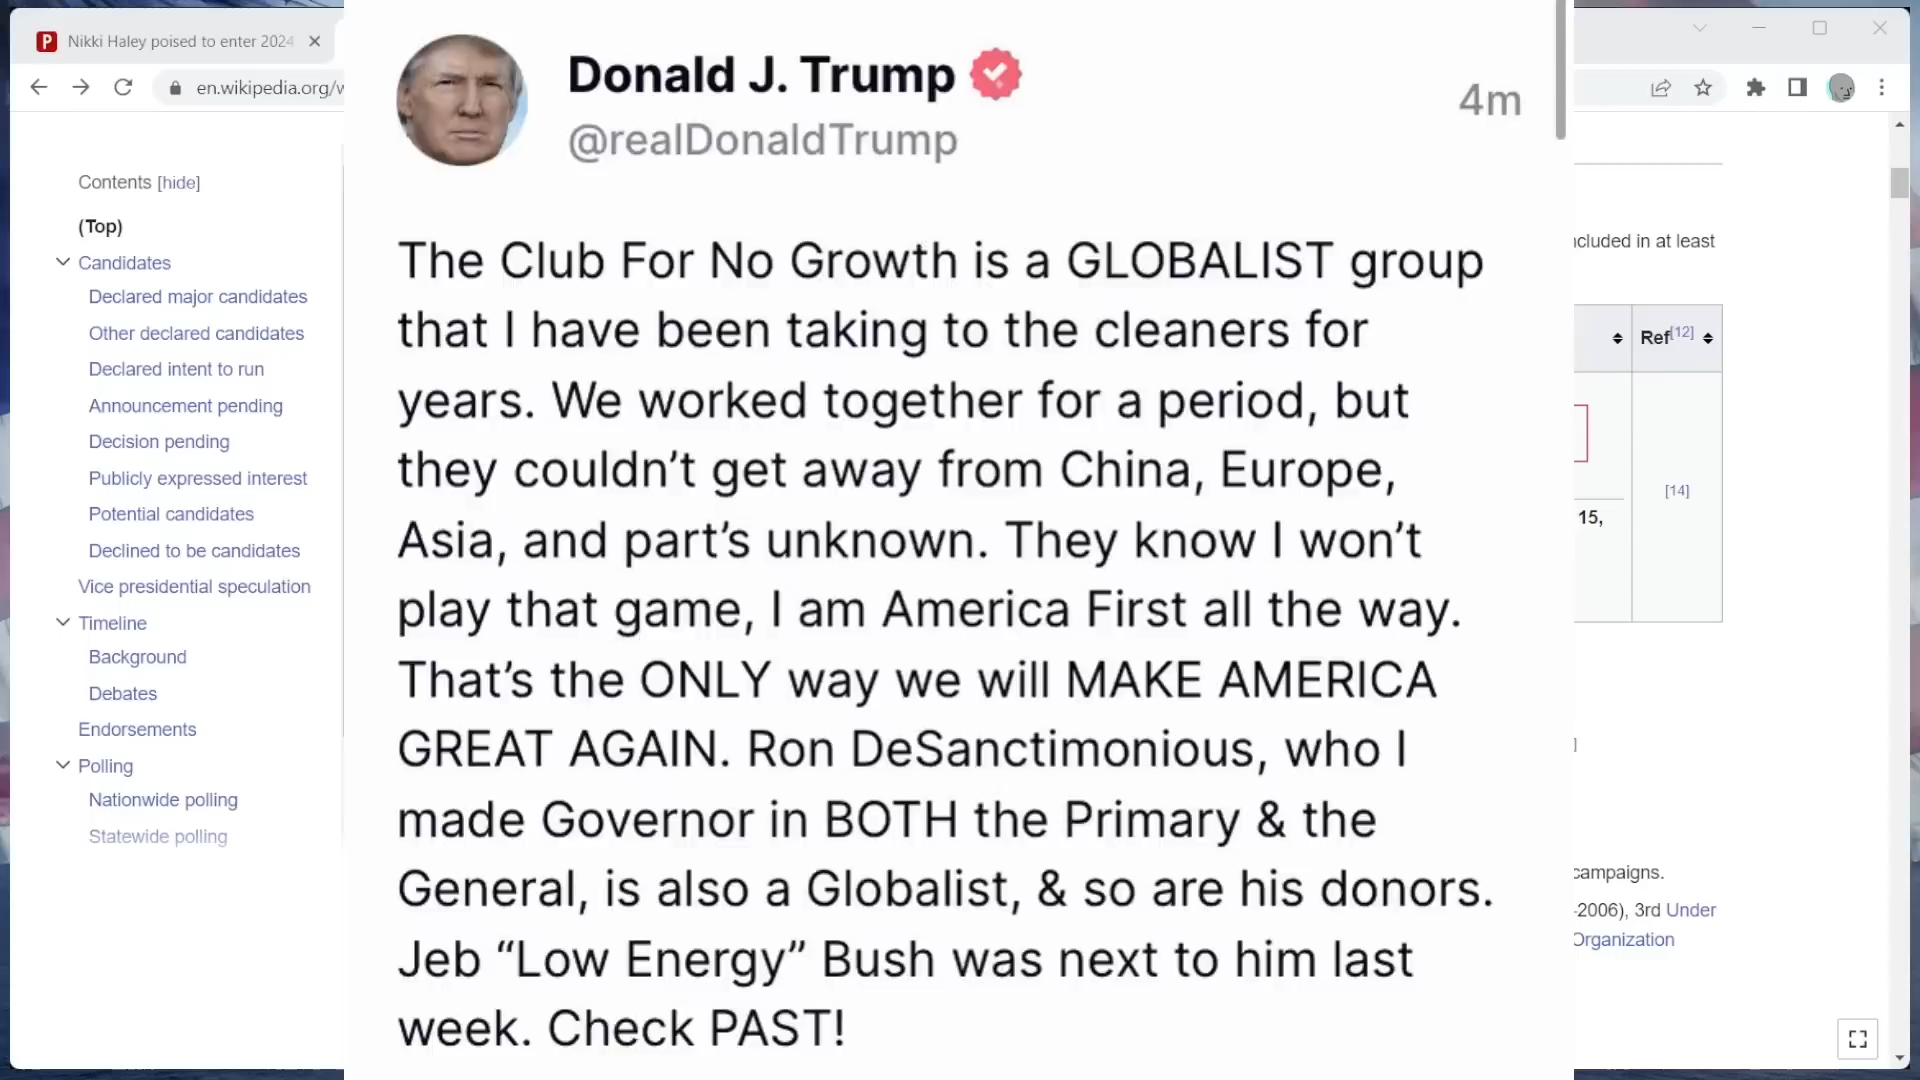 Nikki Haley poised to enter 2024
en.wikipedia.org/w
Donald J. Trump
@realDonaldTrump
4m
The Club For No Growth is a GLOBALIST group
that I have been taking to the cleaners for
years. We worked together for a period, but
they couldn’t get away from China, Europe,
Asia, and part’s unknown. They know I won’t
play that game, I am America First all the way.
That’s the ONLY way we will MAKE AMERICA
GREAT AGAIN. Ron DeSanctimonious, who I
made Governor in BOTH the Primary & the
General, is also a Globalist, & so are his donors.
Jeb “Low Energy” Bush was next to him last
week. Check PAST!
Contents [hide]
(Top)
Candidates
Declared major candidates
Other declared candidates
Declared intent to run
Announcement pending
Decision pending
Publicly expressed interest
Potential candidates
Declined to be candidates
Vice presidential speculation
Timeline
Background
Debates
Endorsements
Polling
Nationwide polling
Statewide polling
ncluded in at least
Ref[12]
[14]
15,
]
campaigns.
-2006), 3rd Under
Organization